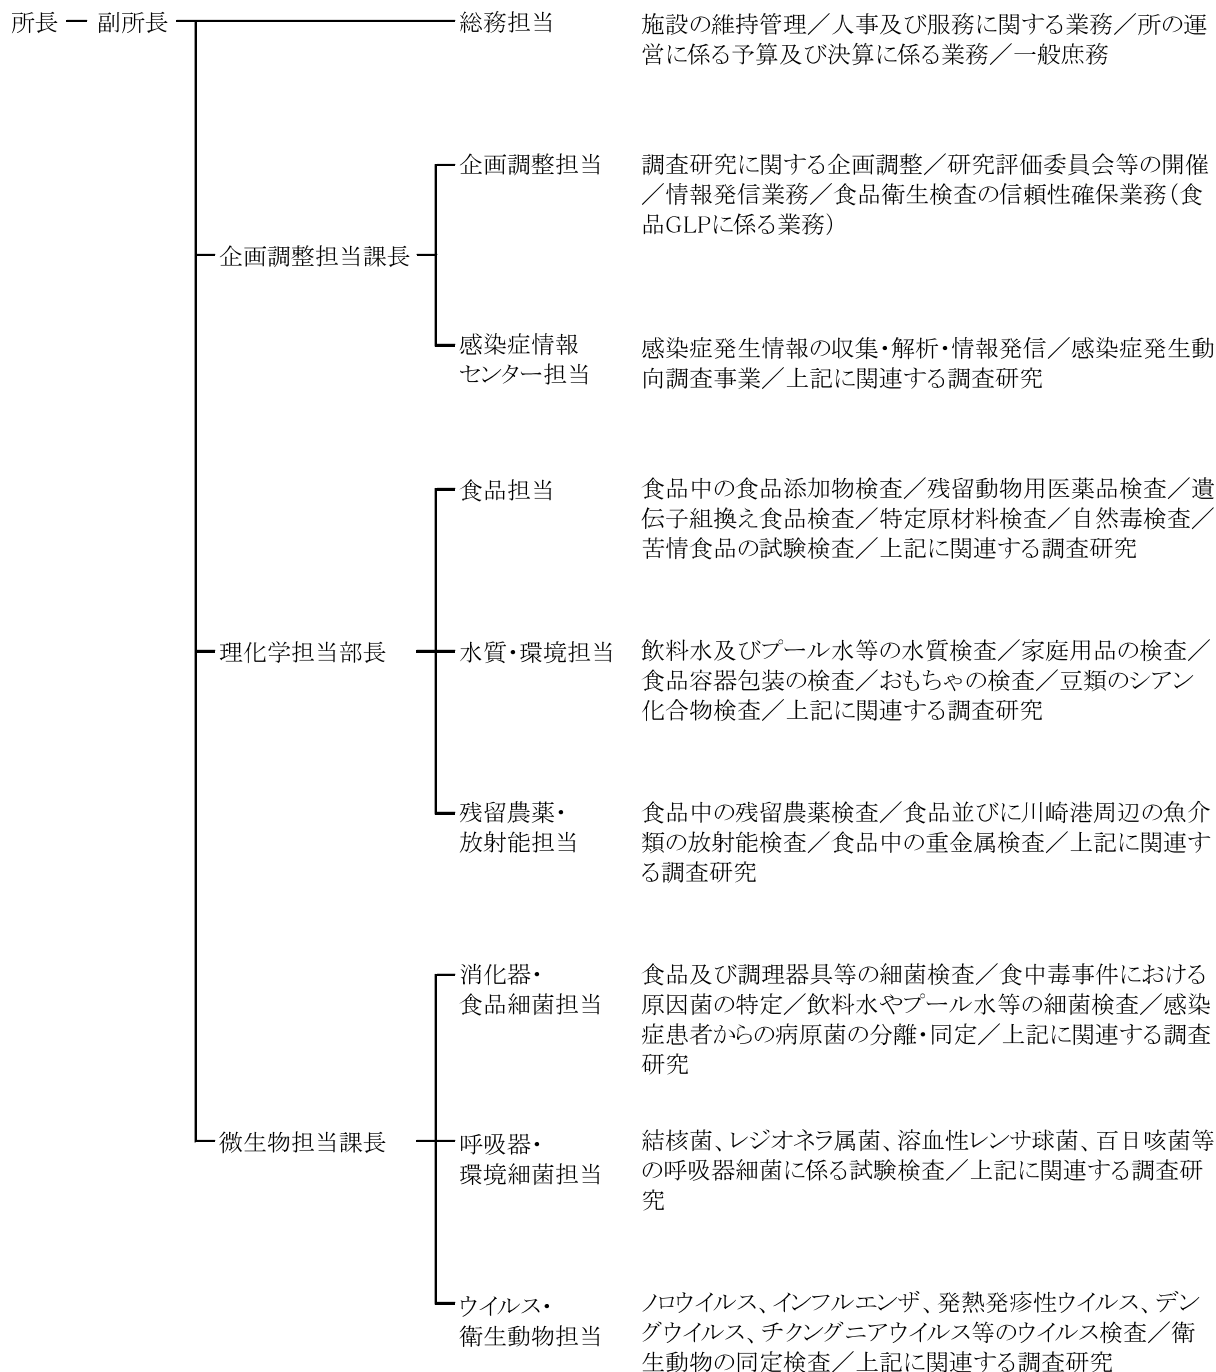 所長 副所長 総務担当
施設の維持管理／人事及び服務に関する業務／所の運
営に係る予算及び決算に係る業務／一般庶務
企画調整担当課長
企画調整担当
調査研究に関する企画調整／研究評価委員会等の開催
／情報発信業務／食品衛生検査の信頼性確保業務（食
品GLPに係る業務）
感染症情報
センター担当
感染症発生情報の収集・解析・情報発信／感染症発生動
向調査事業／上記に関連する調査研究
理化学担当部長
食品担当
食品中の食品添加物検査／残留動物用医薬品検査／遺
伝子組換え食品検査／特定原材料検査／自然毒検査／
苦情食品の試験検査／上記に関連する調査研究
水質・環境担当
飲料水及びプール水等の水質検査／家庭用品の検査／
食品容器包装の検査／おもちゃの検査／豆類のシアン
化合物検査／上記に関連する調査研究
残留農薬・
放射能担当
食品中の残留農薬検査／食品並びに川崎港周辺の魚介
類の放射能検査／食品中の重金属検査／上記に関連す
る調査研究
微生物担当課長
消化器・
食品細菌担当
食品及び調理器具等の細菌検査／食中毒事件における
原因菌の特定／飲料水やプール水等の細菌検査／感染
症患者からの病原菌の分離・同定／上記に関連する調査
研究
呼吸器・
環境細菌担当
結核菌、レジオネラ属菌、溶血性レンサ球菌、百日咳菌等
の呼吸器細菌に係る試験検査／上記に関連する調査研
究
ウイルス・
衛生動物担当
ノロウイルス、インフルエンザ、発熱発疹性ウイルス、デン
グウイルス、チクングニアウイルス等のウイルス検査／衛
生動物の同定検査／上記に関連する調査研究